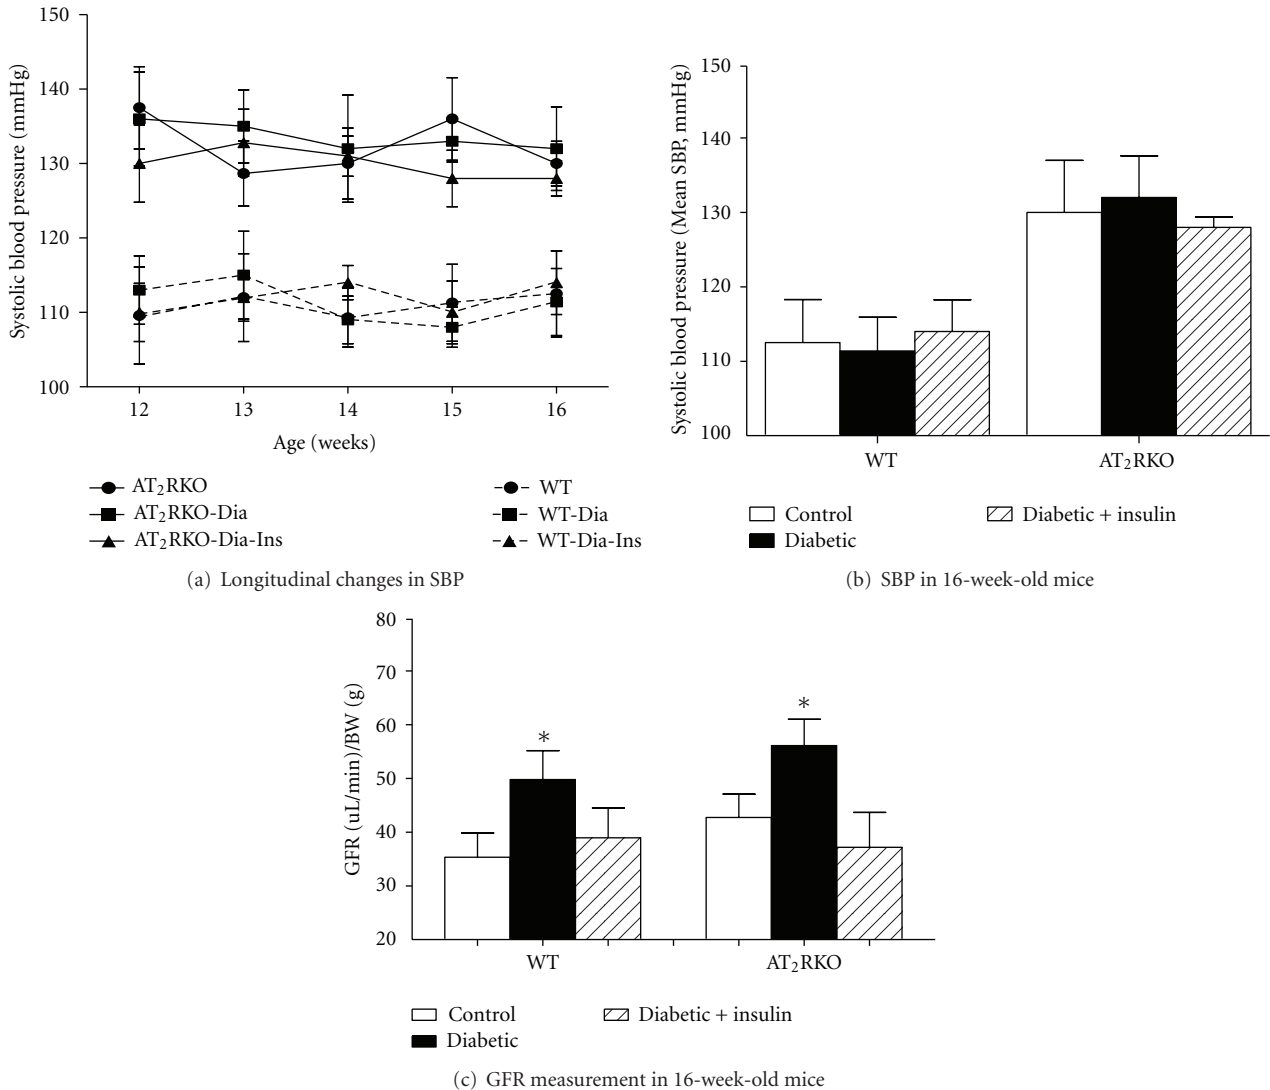 150
140
130
120
110
100
Systolic blood pressure (mmHg)
12 13 14 15 16
Age (weeks)
AT₂RKO
AT₂RKO-Dia
AT₂RKO-Dia-Ins
WT
WT-Dia
WT-Dia-Ins
(a) Longitudinal changes in SBP
150
140
130
120
110
100
Systolic blood pressure (Mean SBP, mmHg)
WT AT₂RKO
Control
Diabetic
Diabetic + insulin
(b) SBP in 16-week-old mice
80
70
60
50
40
30
20
GFR (uL/min)/BW (g)
*
*
WT AT₂RKO
Control
Diabetic
Diabetic + insulin
(c) GFR measurement in 16-week-old mice